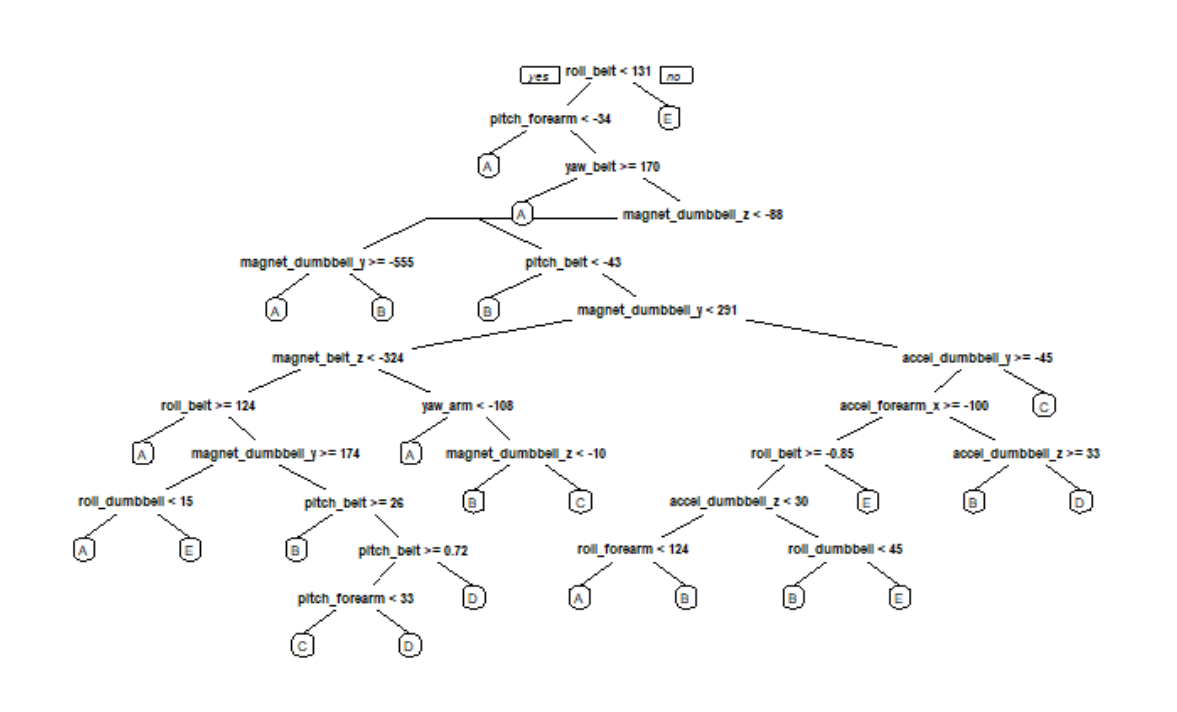 yes roll_belt < 131 no
pitch_forearm < -34 E
A yaw_belt >= 170
A magnet_dumbbell_z < -88
magnet_dumbbell_y >= -555 pitch_belt < -43
A B B magnet_dumbbell_y < 291
magnet_belt_z < -324 accel_dumbbell_y >= -45
roll_belt >= 124 yaw_arm < -108 accel_forearm_x >= -100 C
A magnet_dumbbell_y >= 174 A magnet_dumbbell_z < -10 roll_belt >= -0.85 accel_dumbbell_z >= 33
roll_dumbbell < 15 pitch_belt >= 26 B C accel_dumbbell_z < 30 E B D
A E B pitch_belt >= 0.72 roll_forearm < 124 roll_dumbbell < 45
pitch_forearm < 33 D A B B E
C D